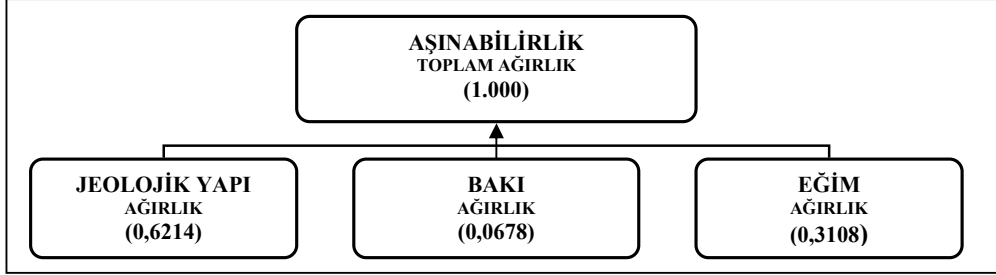 AŞINABİLİRLİK
TOPLAM AĞIRLIK
(1.000)
JEOLOJİK YAPI
AĞIRLIK
(0,6214)
BAKI
AĞIRLIK
(0,0678)
EĞİM
AĞIRLIK
(0,3108)